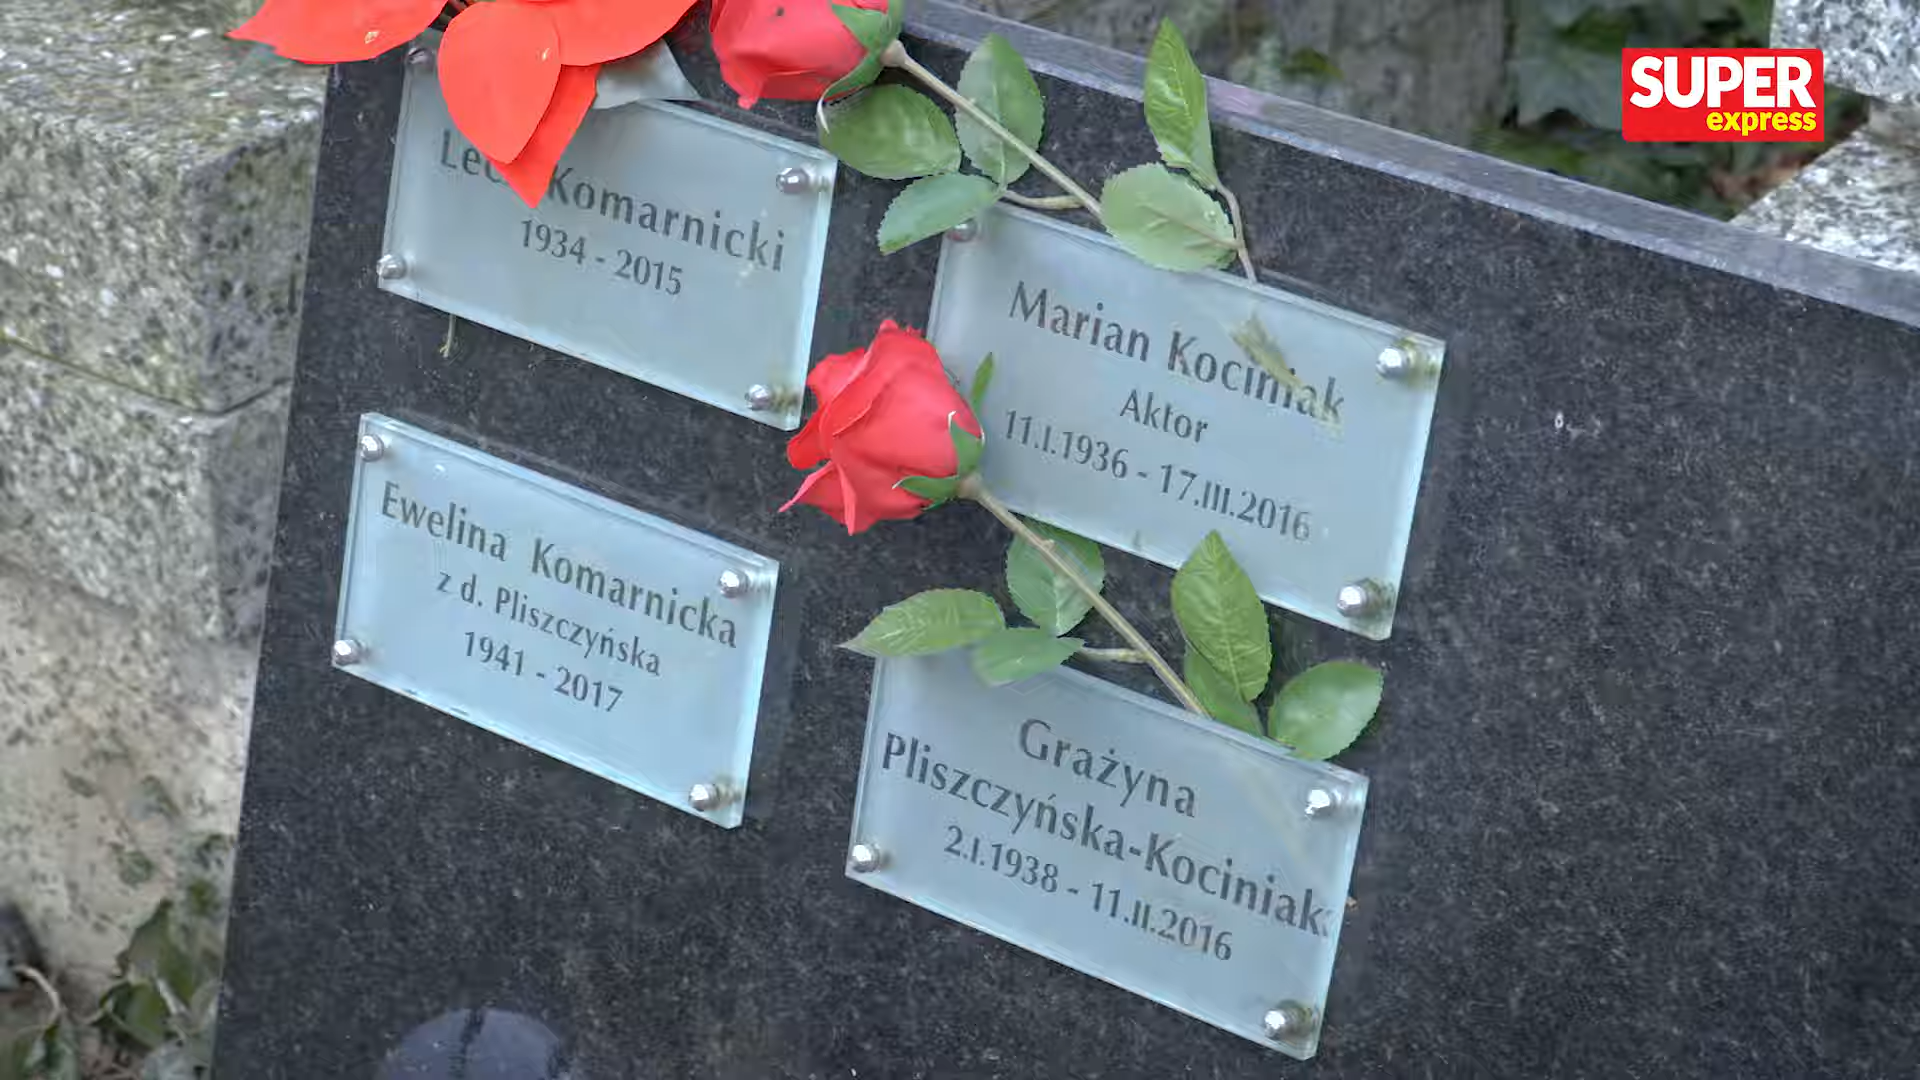 SUPER
express
Komarnicki
1934 - 2015
Marian Kociniak
Aktor
11.I.1936 - 17.III.2016
Ewelina Komarnicka
z d. Pliszczyńska
1941 - 2017
Grażyna
Pliszczyńska-Kociniak
2.I.1938 - 11.II.2016